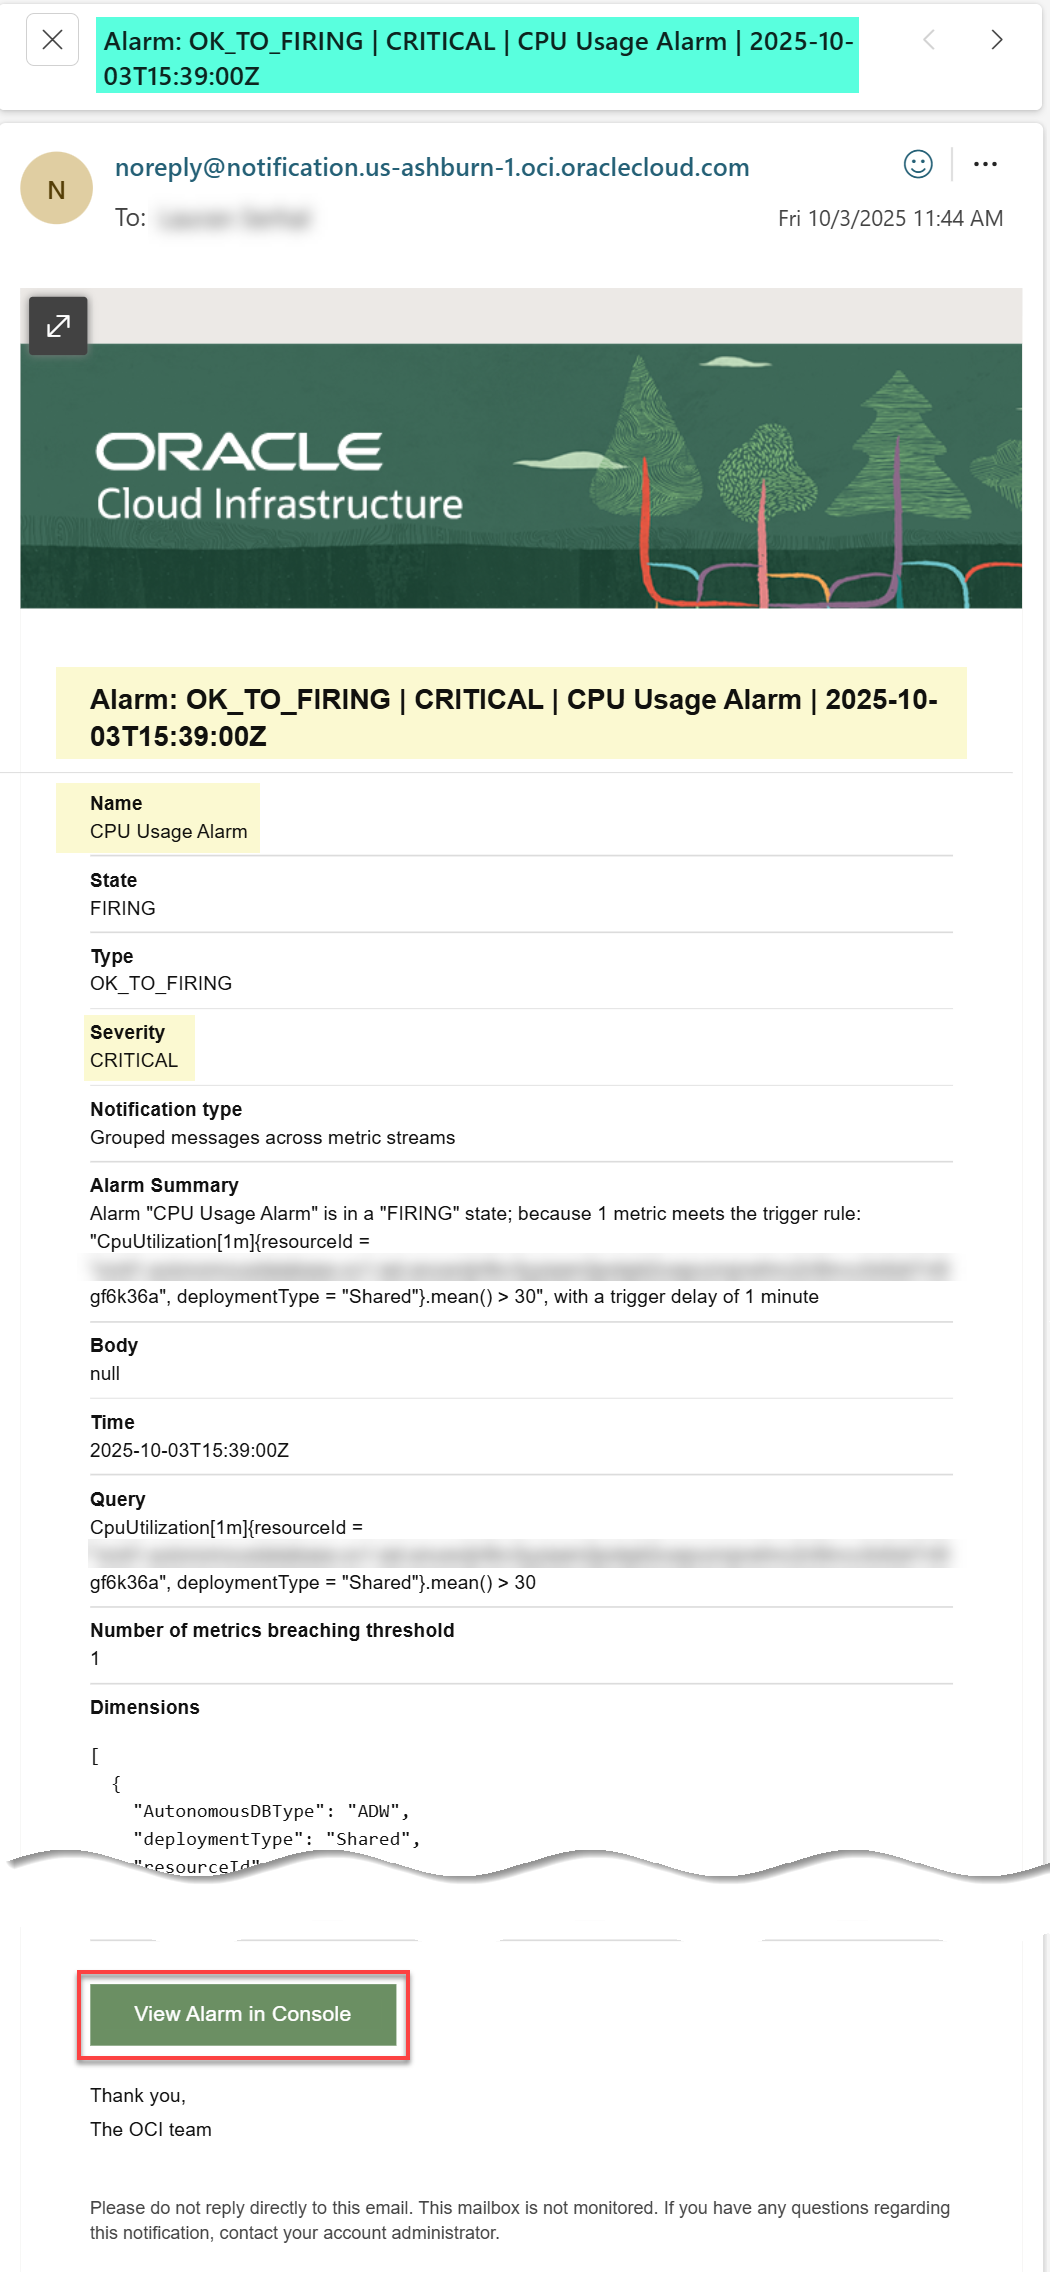 Alarm: OK_TO_FIRING | CRITICAL | CPU Usage Alarm | 2025-10-
03T15:39:00Z
N
noreply@notification.us-ashburn-1.oci.oraclecloud.com
To:
Fri 10/3/2025 11:44 AM
ORACLE
Cloud Infrastructure
Alarm: OK_TO_FIRING | CRITICAL | CPU Usage Alarm | 2025-10-
03T15:39:00Z
Name
CPU Usage Alarm
State
FIRING
Type
OK_TO_FIRING
Severity
CRITICAL
Notification type
Grouped messages across metric streams
Alarm Summary
Alarm "CPU Usage Alarm" is in a "FIRING" state; because 1 metric meets the trigger rule:
"CpuUtilization[1m]{resourceId =
gf6k36a", deploymentType = "Shared"}.mean() > 30", with a trigger delay of 1 minute
Body
null
Time
2025-10-03T15:39:00Z
Query
CpuUtilization[1m]{resourceId =
gf6k36a", deploymentType = "Shared"}.mean() > 30
Number of metrics breaching threshold
1
Dimensions
[
{
"AutonomousDBType": "ADW",
"deploymentType": "Shared",
"resourceId"
View Alarm in Console
Thank you,
The OCI team
Please do not reply directly to this email. This mailbox is not monitored. If you have any questions regarding
this notification, contact your account administrator.